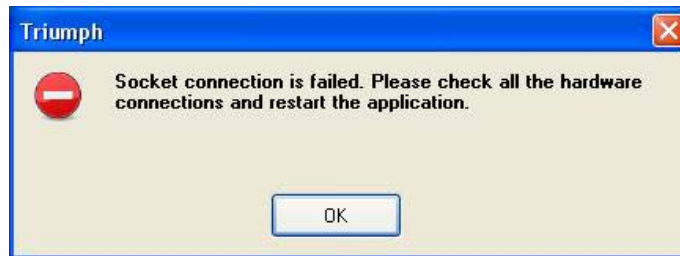 Triumph
Socket connection is failed. Please check all the hardware
connections and restart the application.
OK